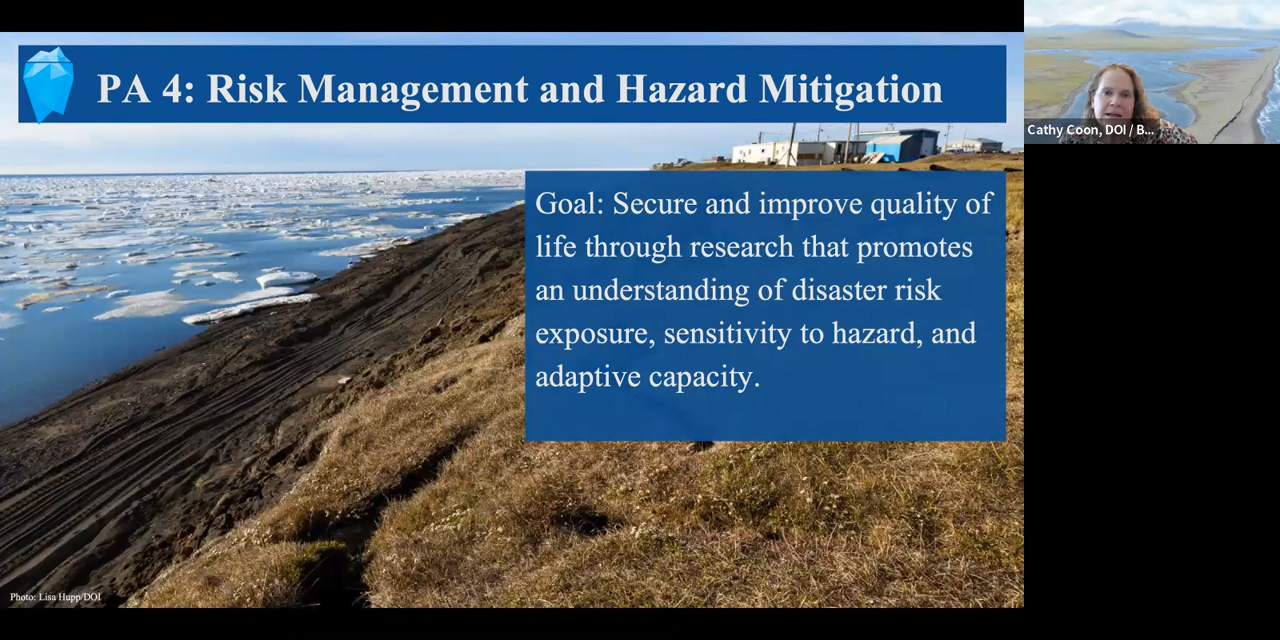 PA 4: Risk Management and Hazard Mitigation
Goal: Secure and improve quality of
life through research that promotes
an understanding of disaster risk
exposure, sensitivity to hazard, and
adaptive capacity.
Photo: Lisa Hupp/DOI
Cathy Coon, DOI / B...